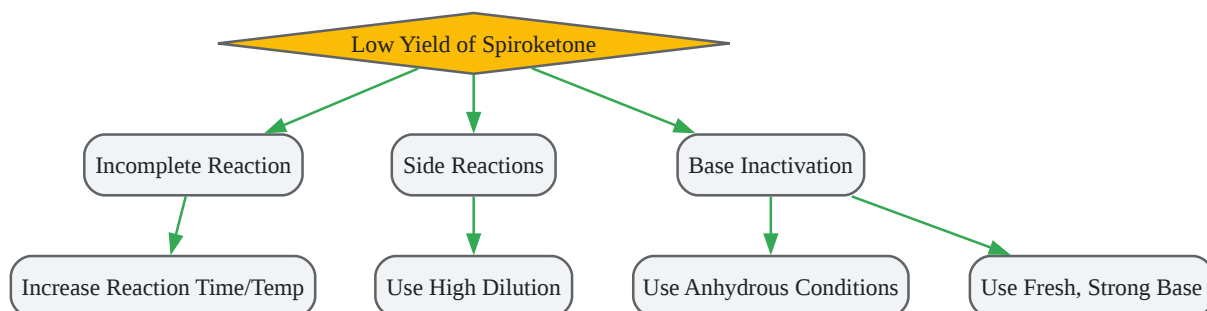 Low Yield of Spiroketone
Incomplete Reaction
Side Reactions
Base Inactivation
Increase Reaction Time/Temp
Use High Dilution
Use Anhydrous Conditions
Use Fresh, Strong Base